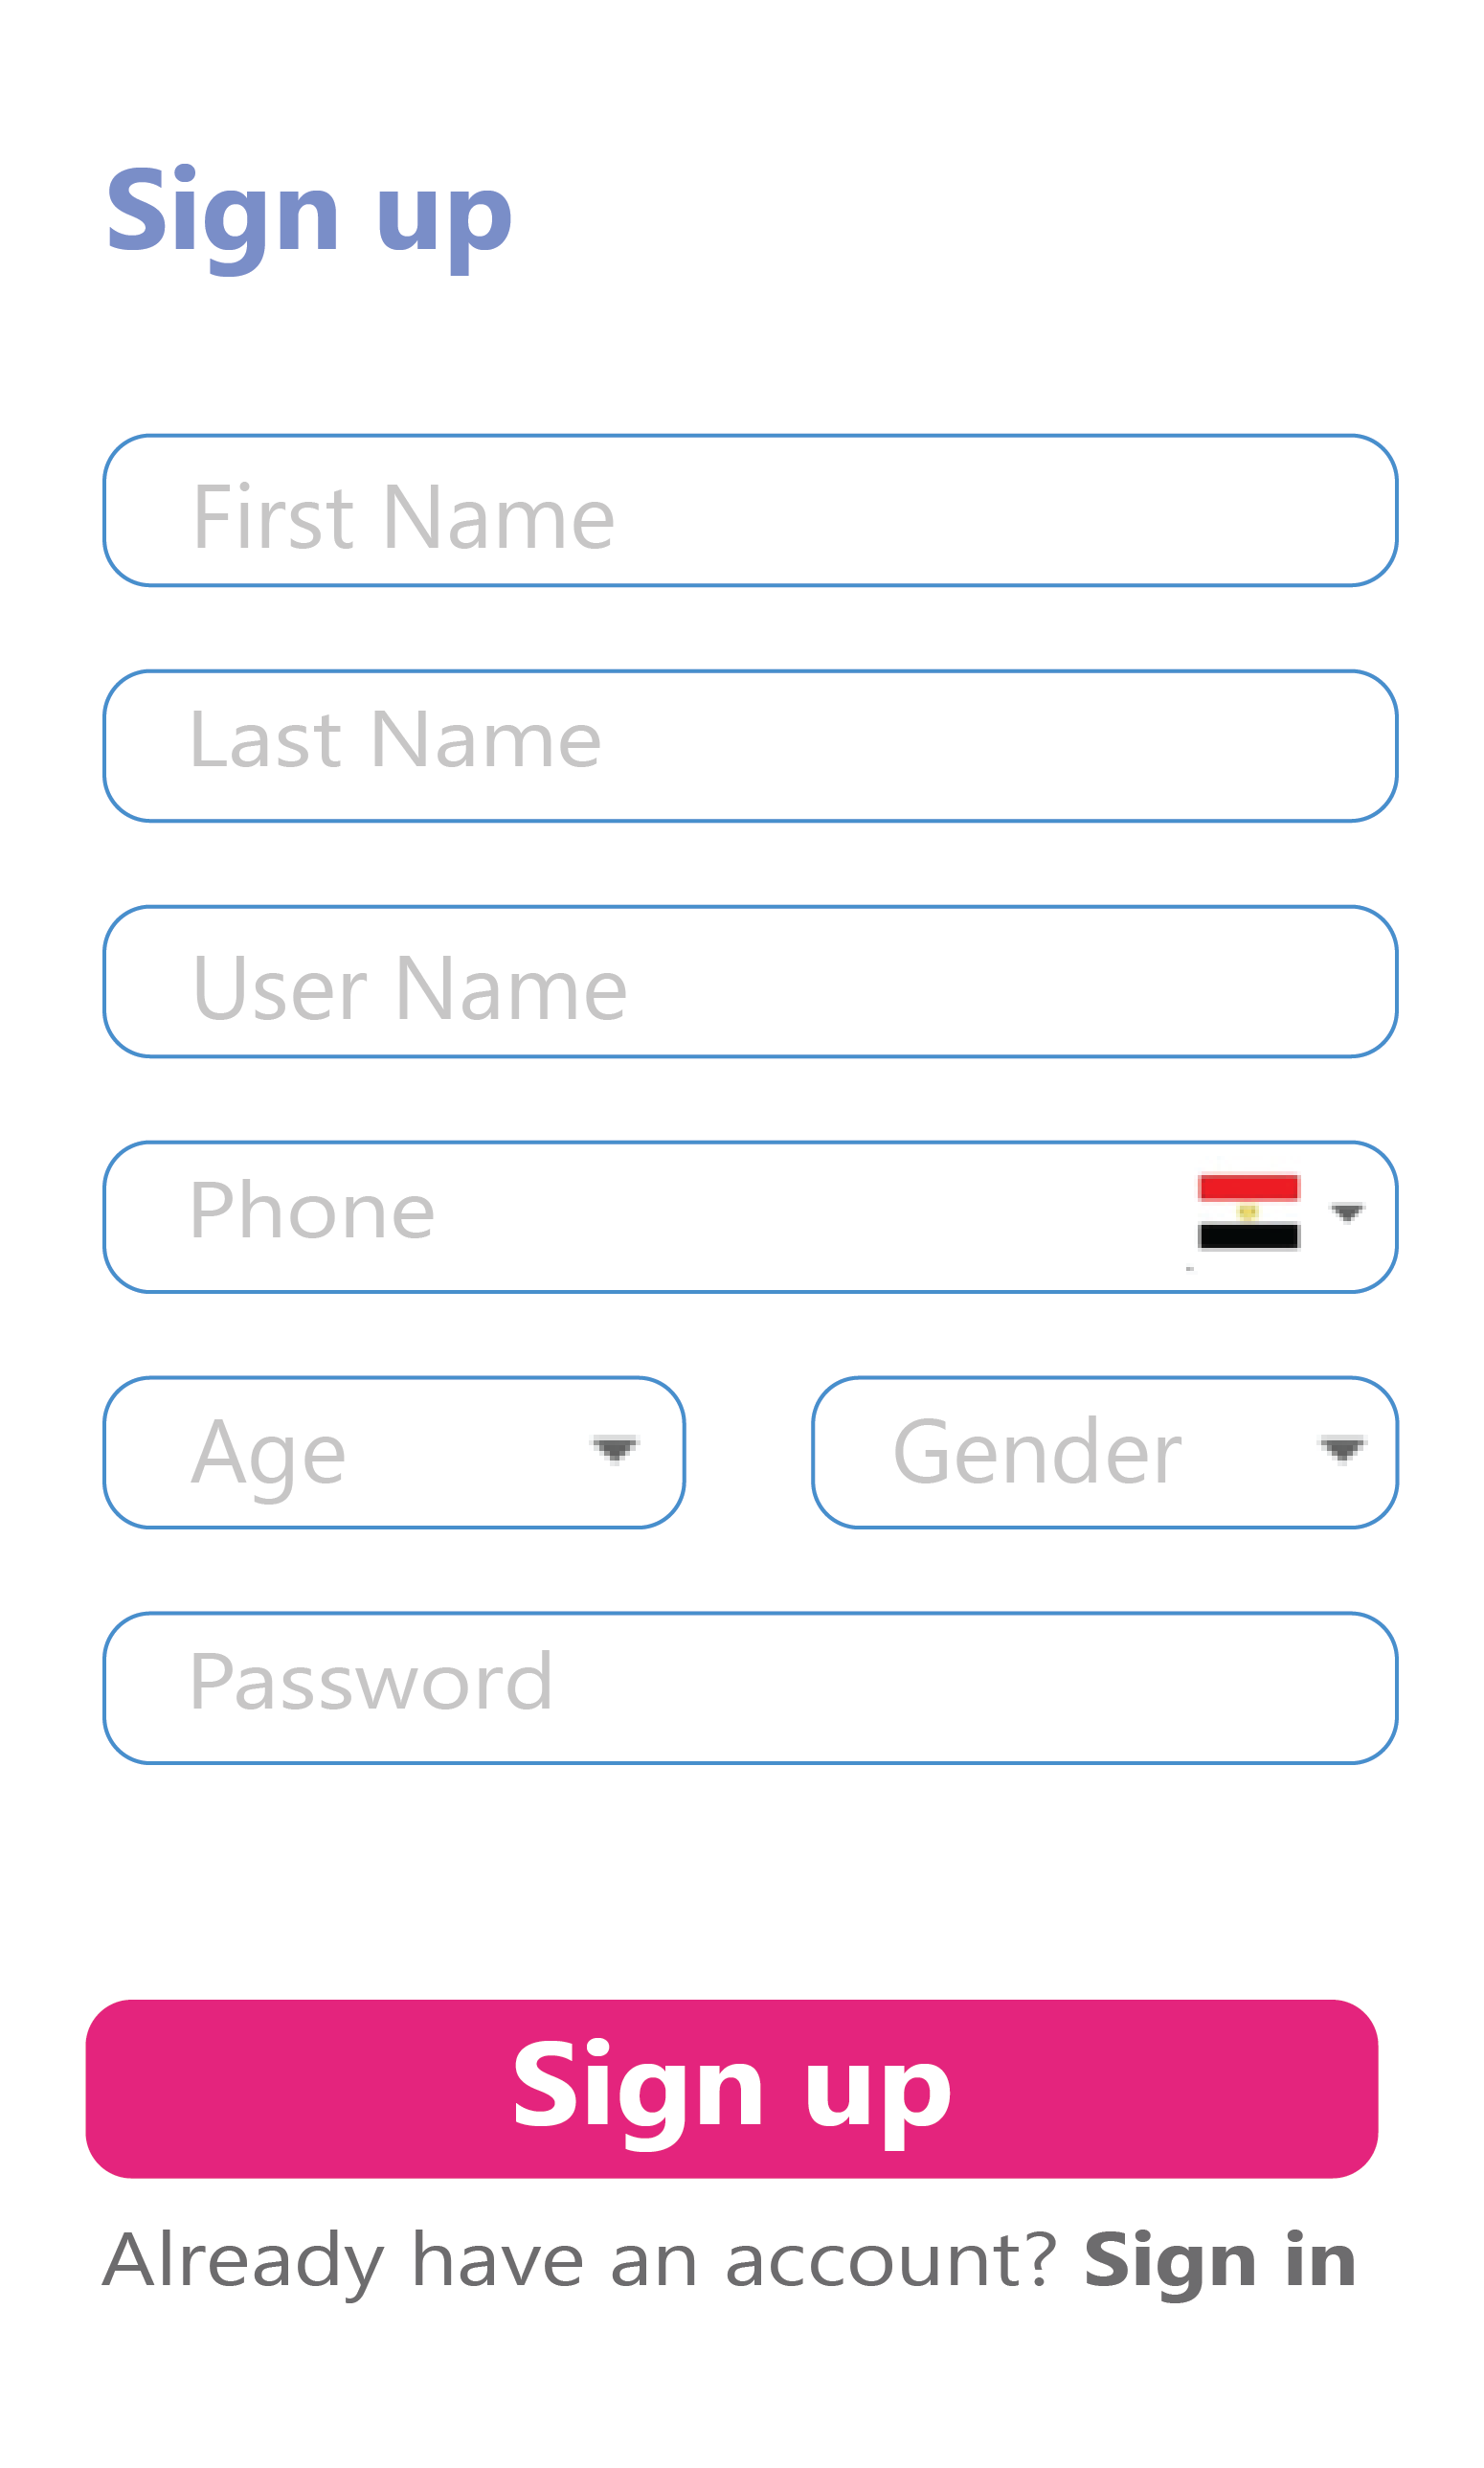 Sign up
First Name
Last Name
User Name
Phone
Age Gender
Password
Sign up
Already have an account? Sign in